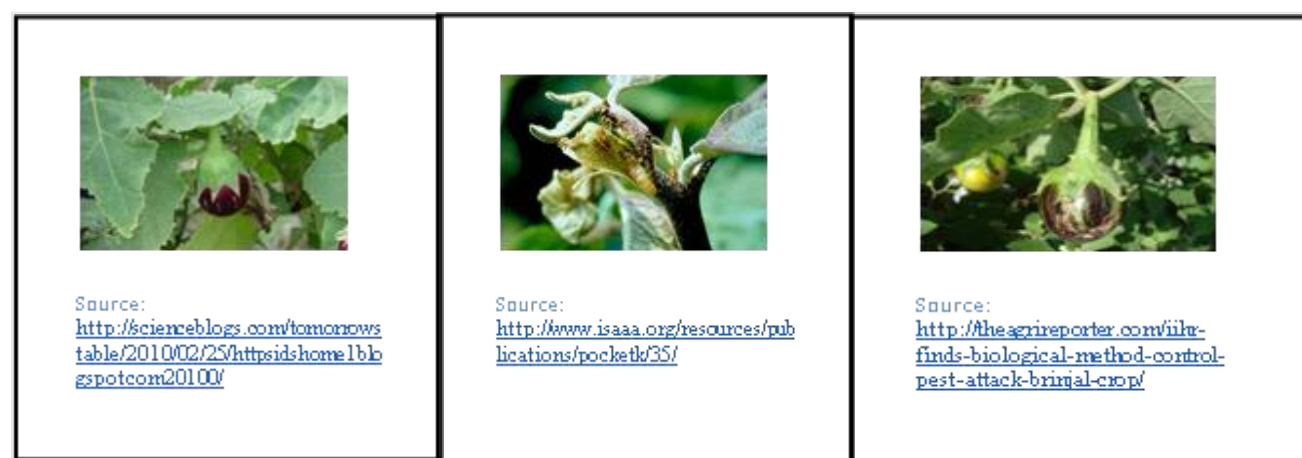 Source:
http://scienceblogs.com/tomorrows
table/2010/02/25/httpsidshome1blo
gspotcom20100/
Source:
http://www.isaaa.org/resources/pub
lications/pocketk/35/
Source:
http://theagrireporter.com/iihr-
finds-biological-method-control-
pest-attack-brinjal-crop/